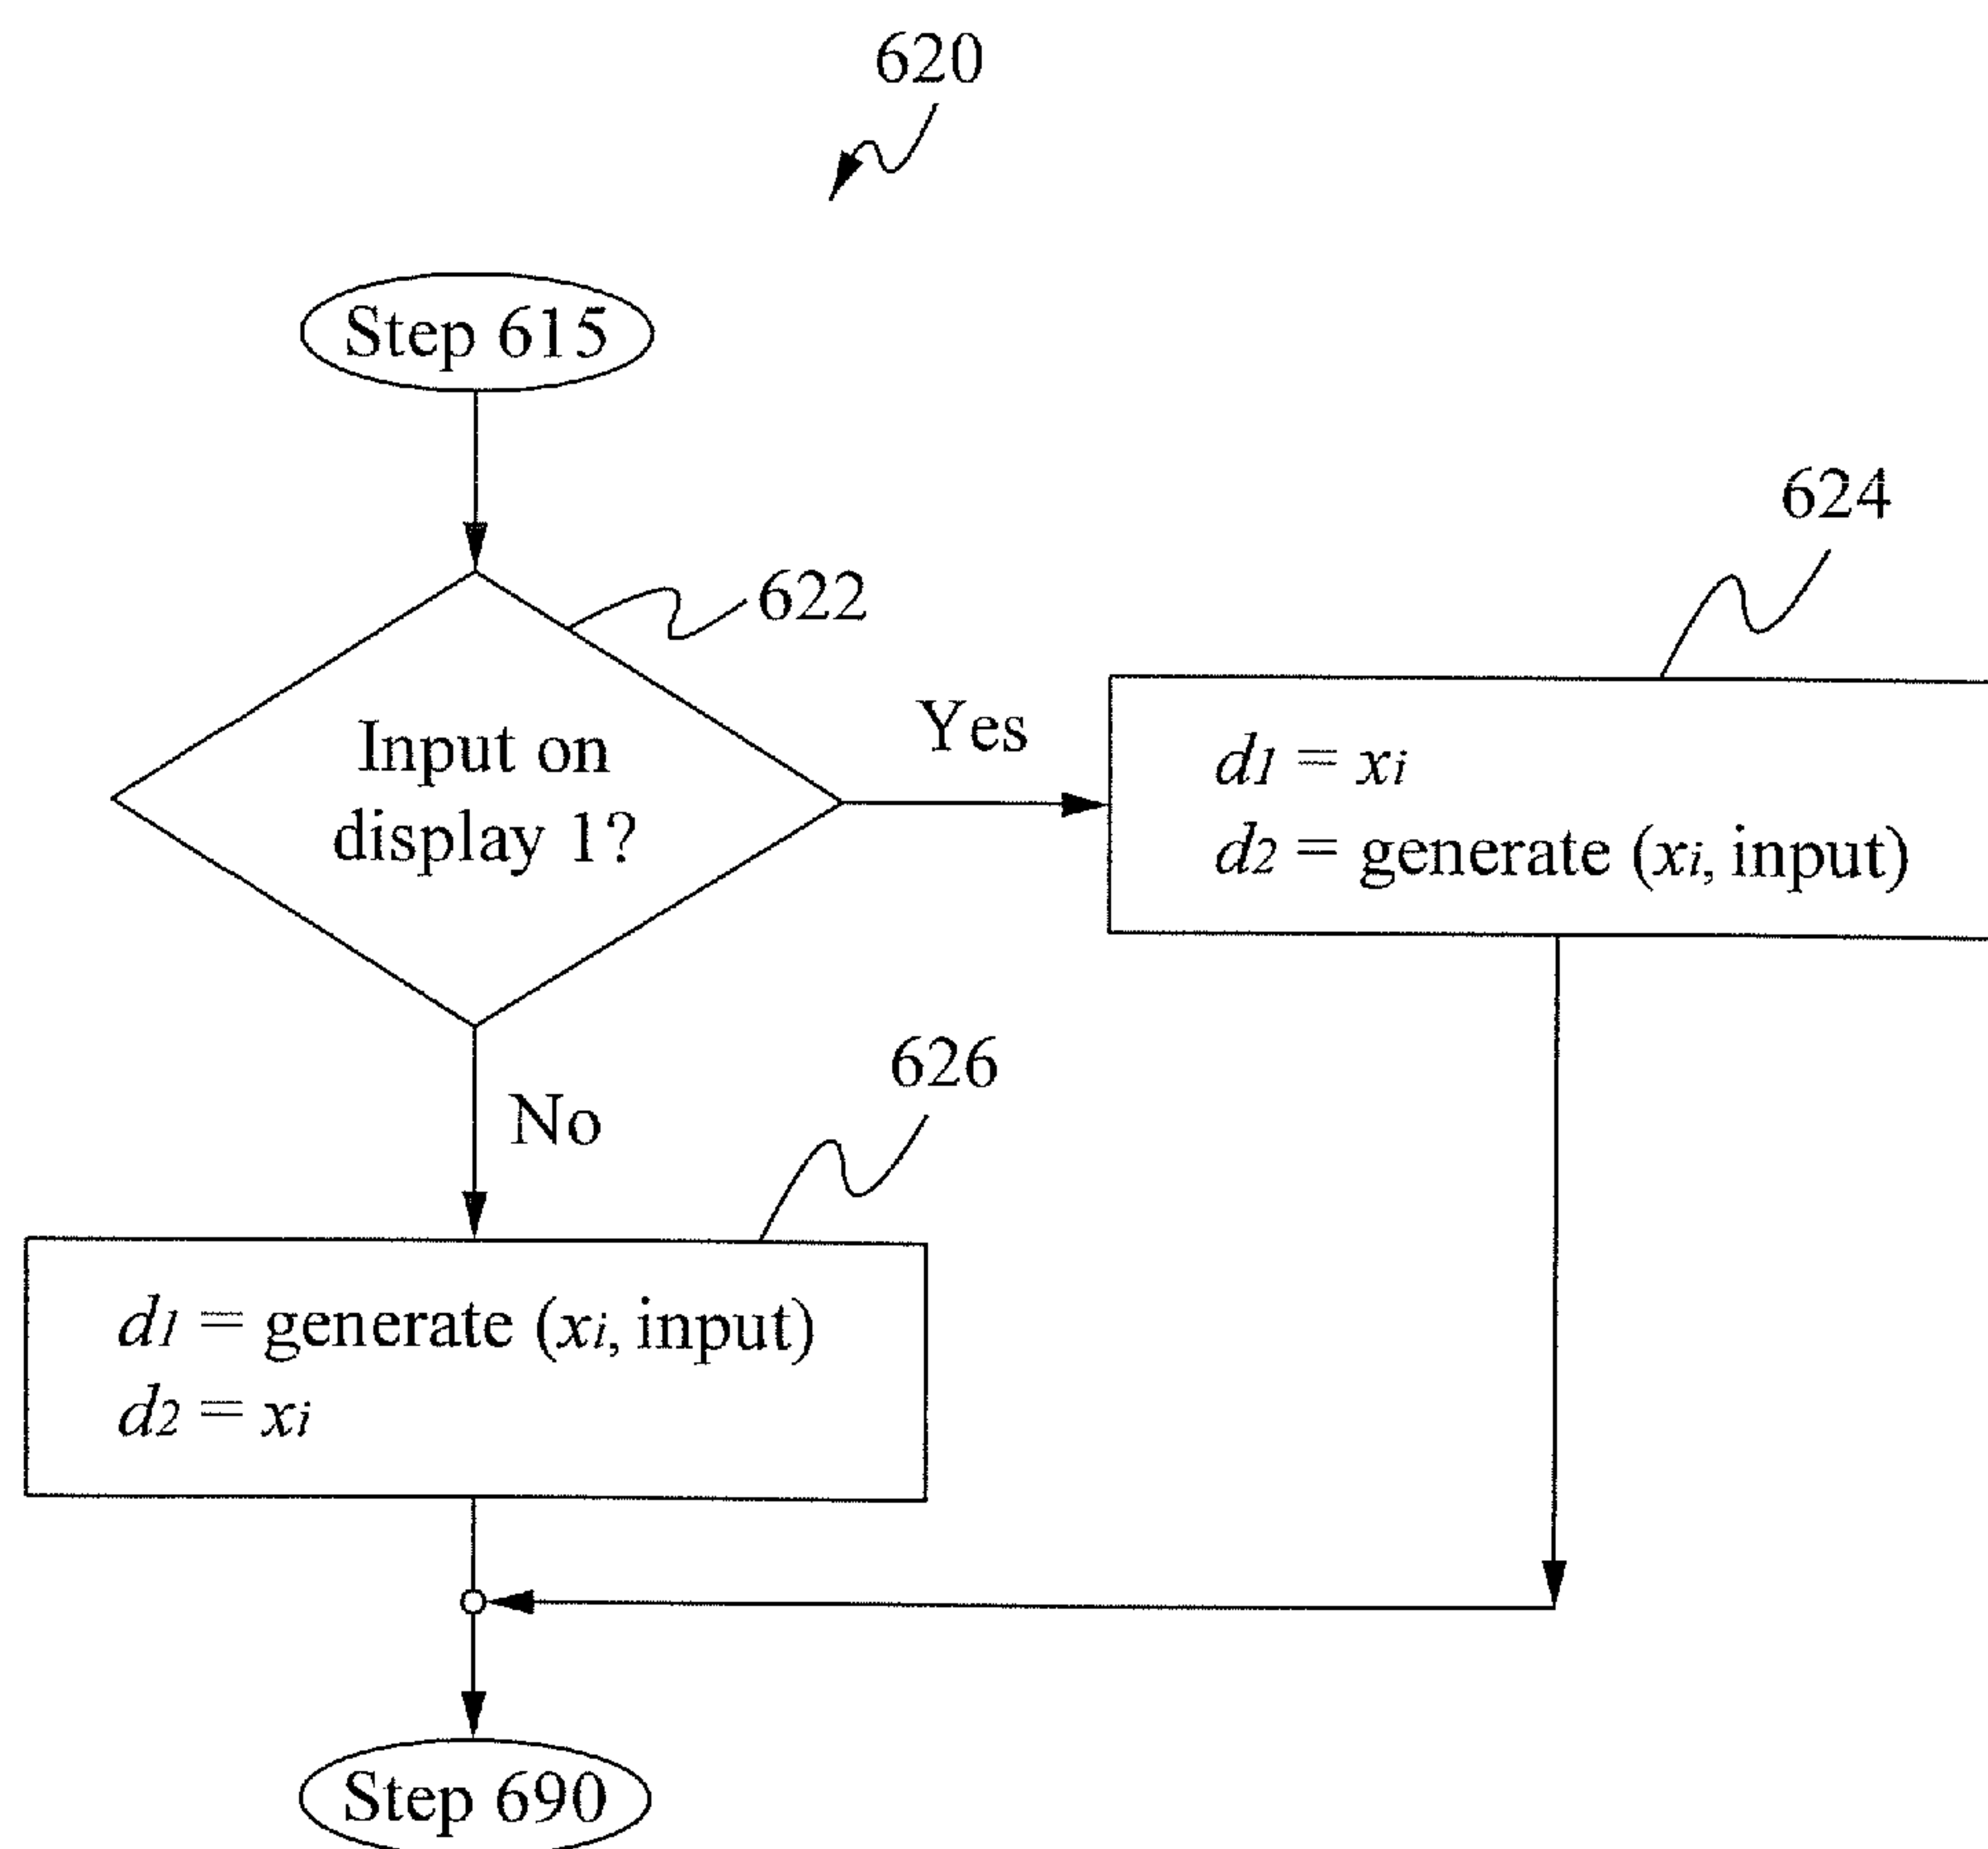 620
Step 615
622
Input on
display 1?
Yes
624
d1 = xi
d2 = generate (xi, input)
No
626
d1 = generate (xi, input)
d2 = xi
Step 690